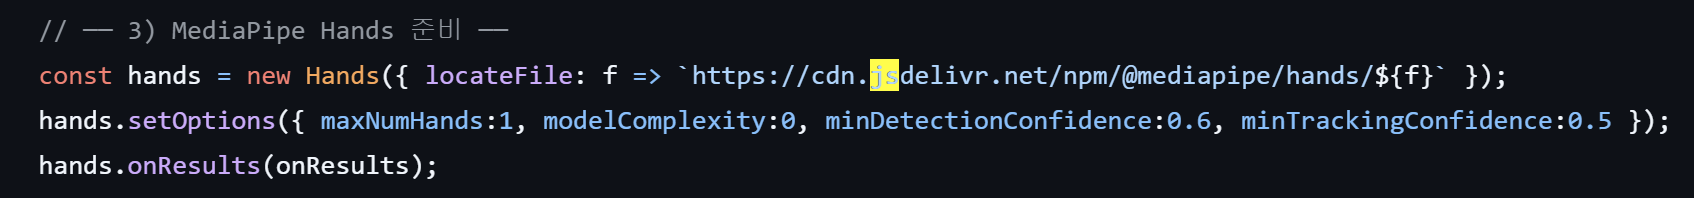 // ── 3) MediaPipe Hands 준비 ──
const hands = new Hands({ locateFile: f => `https://cdn.jsdelivr.net/npm/@mediapipe/hands/${f}` });
hands.setOptions({ maxNumHands:1, modelComplexity:0, minDetectionConfidence:0.6, minTrackingConfidence:0.5 });
hands.onResults(onResults);